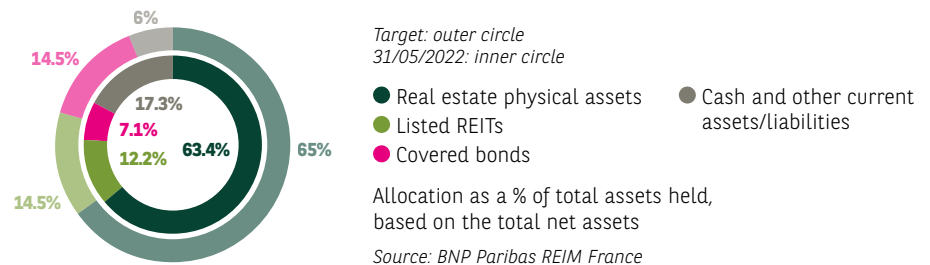 6%
14.5%
17.3%
7.1%
12.2%
63.4%
65%
14.5%
Target: outer circle
31/05/2022: inner circle
Real estate physical assets
Listed REITs
Covered bonds
Cash and other current
assets/liabilities
Allocation as a % of total assets held,
based on the total net assets
Source: BNP Paribas REIM France